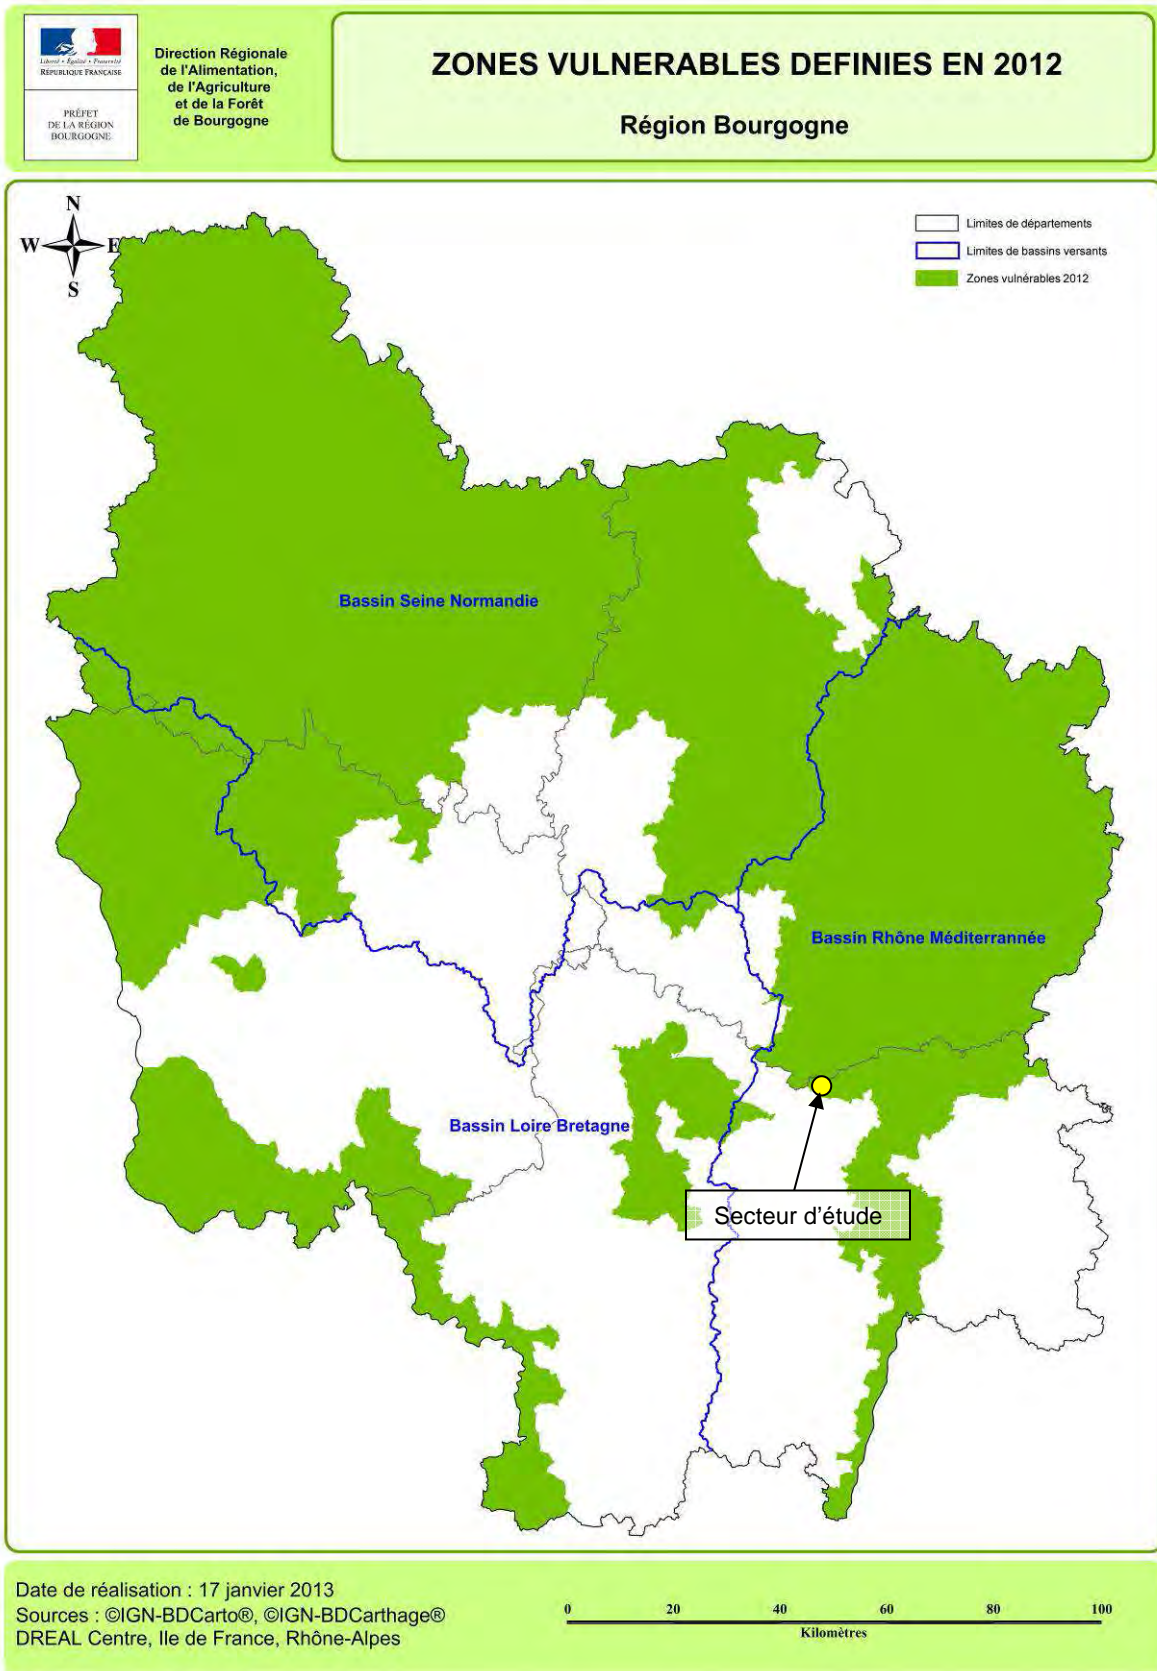 Liberté • Égalité • Fraternité
RÉPUBLIQUE FRANÇAISE
PRÉFET
DE LA RÉGION
BOURGOGNE
Direction Régionale
de l'Alimentation,
de l'Agriculture
et de la Forêt
de Bourgogne
ZONES VULNERABLES DEFINIES EN 2012
Région Bourgogne
N
W E
S
Limites de départements
Limites de bassins versants
Zones vulnérables 2012
Bassin Seine Normandie
Bassin Rhône Méditerrannée
Bassin Loire Bretagne
Secteur d'étude
Date de réalisation : 17 janvier 2013
Sources : ©IGN-BDCarto®, ©IGN-BDCarthage®
DREAL Centre, Ile de France, Rhône-Alpes
0 20 40 60 80 100
Kilomètres